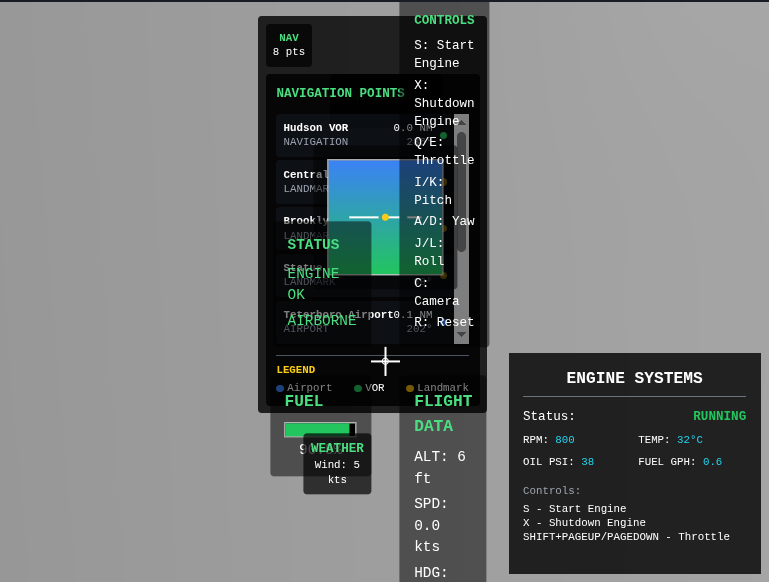 CONTROLS
S: Start
Engine
X:
Shutdown
Engine
Q/E:
Throttle
I/K:
Pitch
A/D: Yaw
J/L:
Roll
C:
Camera
R: Reset
NAV
8 pts
NAVIGATION POINTS
Hudson VOR 0.0 NM
NAVIGATION
Central
LANDMARK
Brookly
LANDMA
Statue
LANDMARK
Teterboro Airport 0.1 NM
AIRPORT 202°
LEGEND
Airport VOR Landmark
STATUS
ENGINE
OK
AIRBORNE
FUEL
WEATHER
Wind: 5
kts
FLIGHT
DATA
ALT: 6
ft
SPD:
0.0
kts
HDG:
ENGINE SYSTEMS
Status: RUNNING
RPM: 800 TEMP: 32°C
OIL PSI: 38 FUEL GPH: 0.6
Controls:
S - Start Engine
X - Shutdown Engine
SHIFT+PAGEUP/PAGEDOWN - Throttle